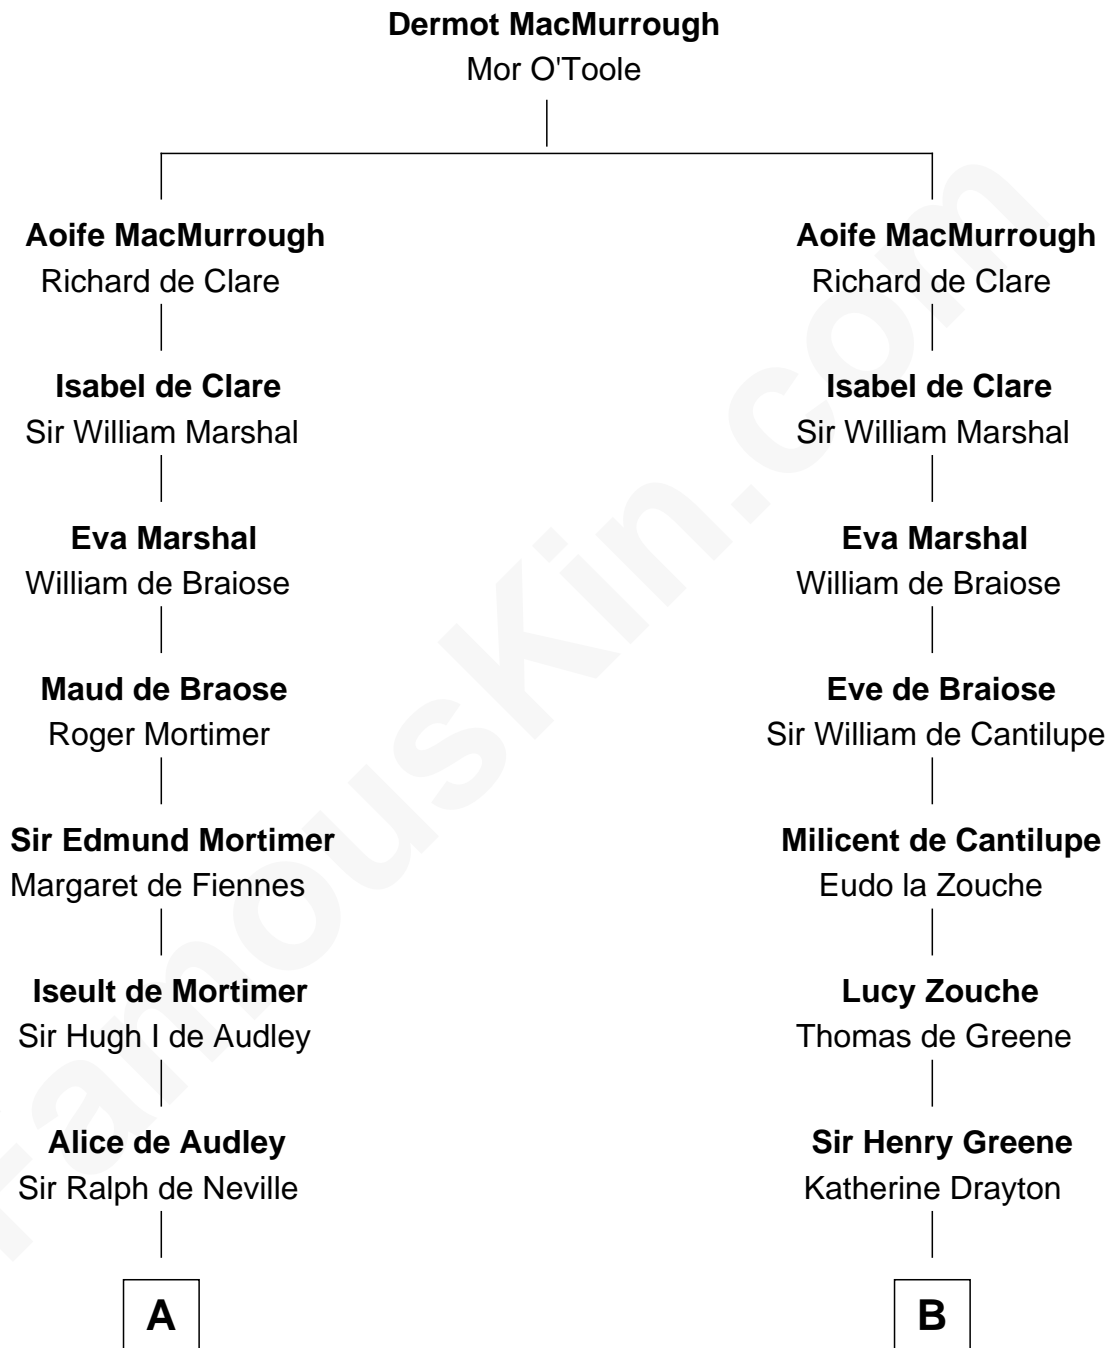 Dermot MacMurrough
Mor O'Toole
Aoife MacMurrough
Richard de Clare
Isabel de Clare
Sir William Marshal
Eva Marshal
William de Braiose
Maud de Braose
Roger Mortimer
Sir Edmund Mortimer
Margaret de Fiennes
Iseult de Mortimer
Sir Hugh I de Audley
Alice de Audley
Sir Ralph de Neville
A
Aoife MacMurrough
Richard de Clare
Isabel de Clare
Sir William Marshal
Eva Marshal
William de Braiose
Eve de Braiose
Sir William de Cantilupe
Milicent de Cantilupe
Eudo la Zouche
Lucy Zouche
Thomas de Greene
Sir Henry Greene
Katherine Drayton
B
FamousKin.com